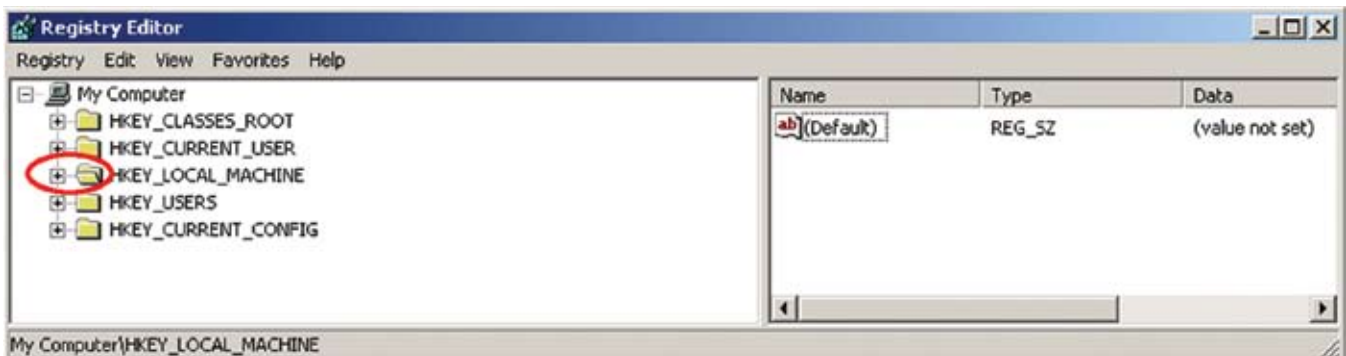 Registry Editor
Registry Edit View Favorites Help
My Computer
HKEY_CLASSES_ROOT
HKEY_CURRENT_USER
HKEY_LOCAL_MACHINE
HKEY_USERS
HKEY_CURRENT_CONFIG
Name Type Data
ab (Default) REG_SZ (value not set)
My Computer\HKEY_LOCAL_MACHINE